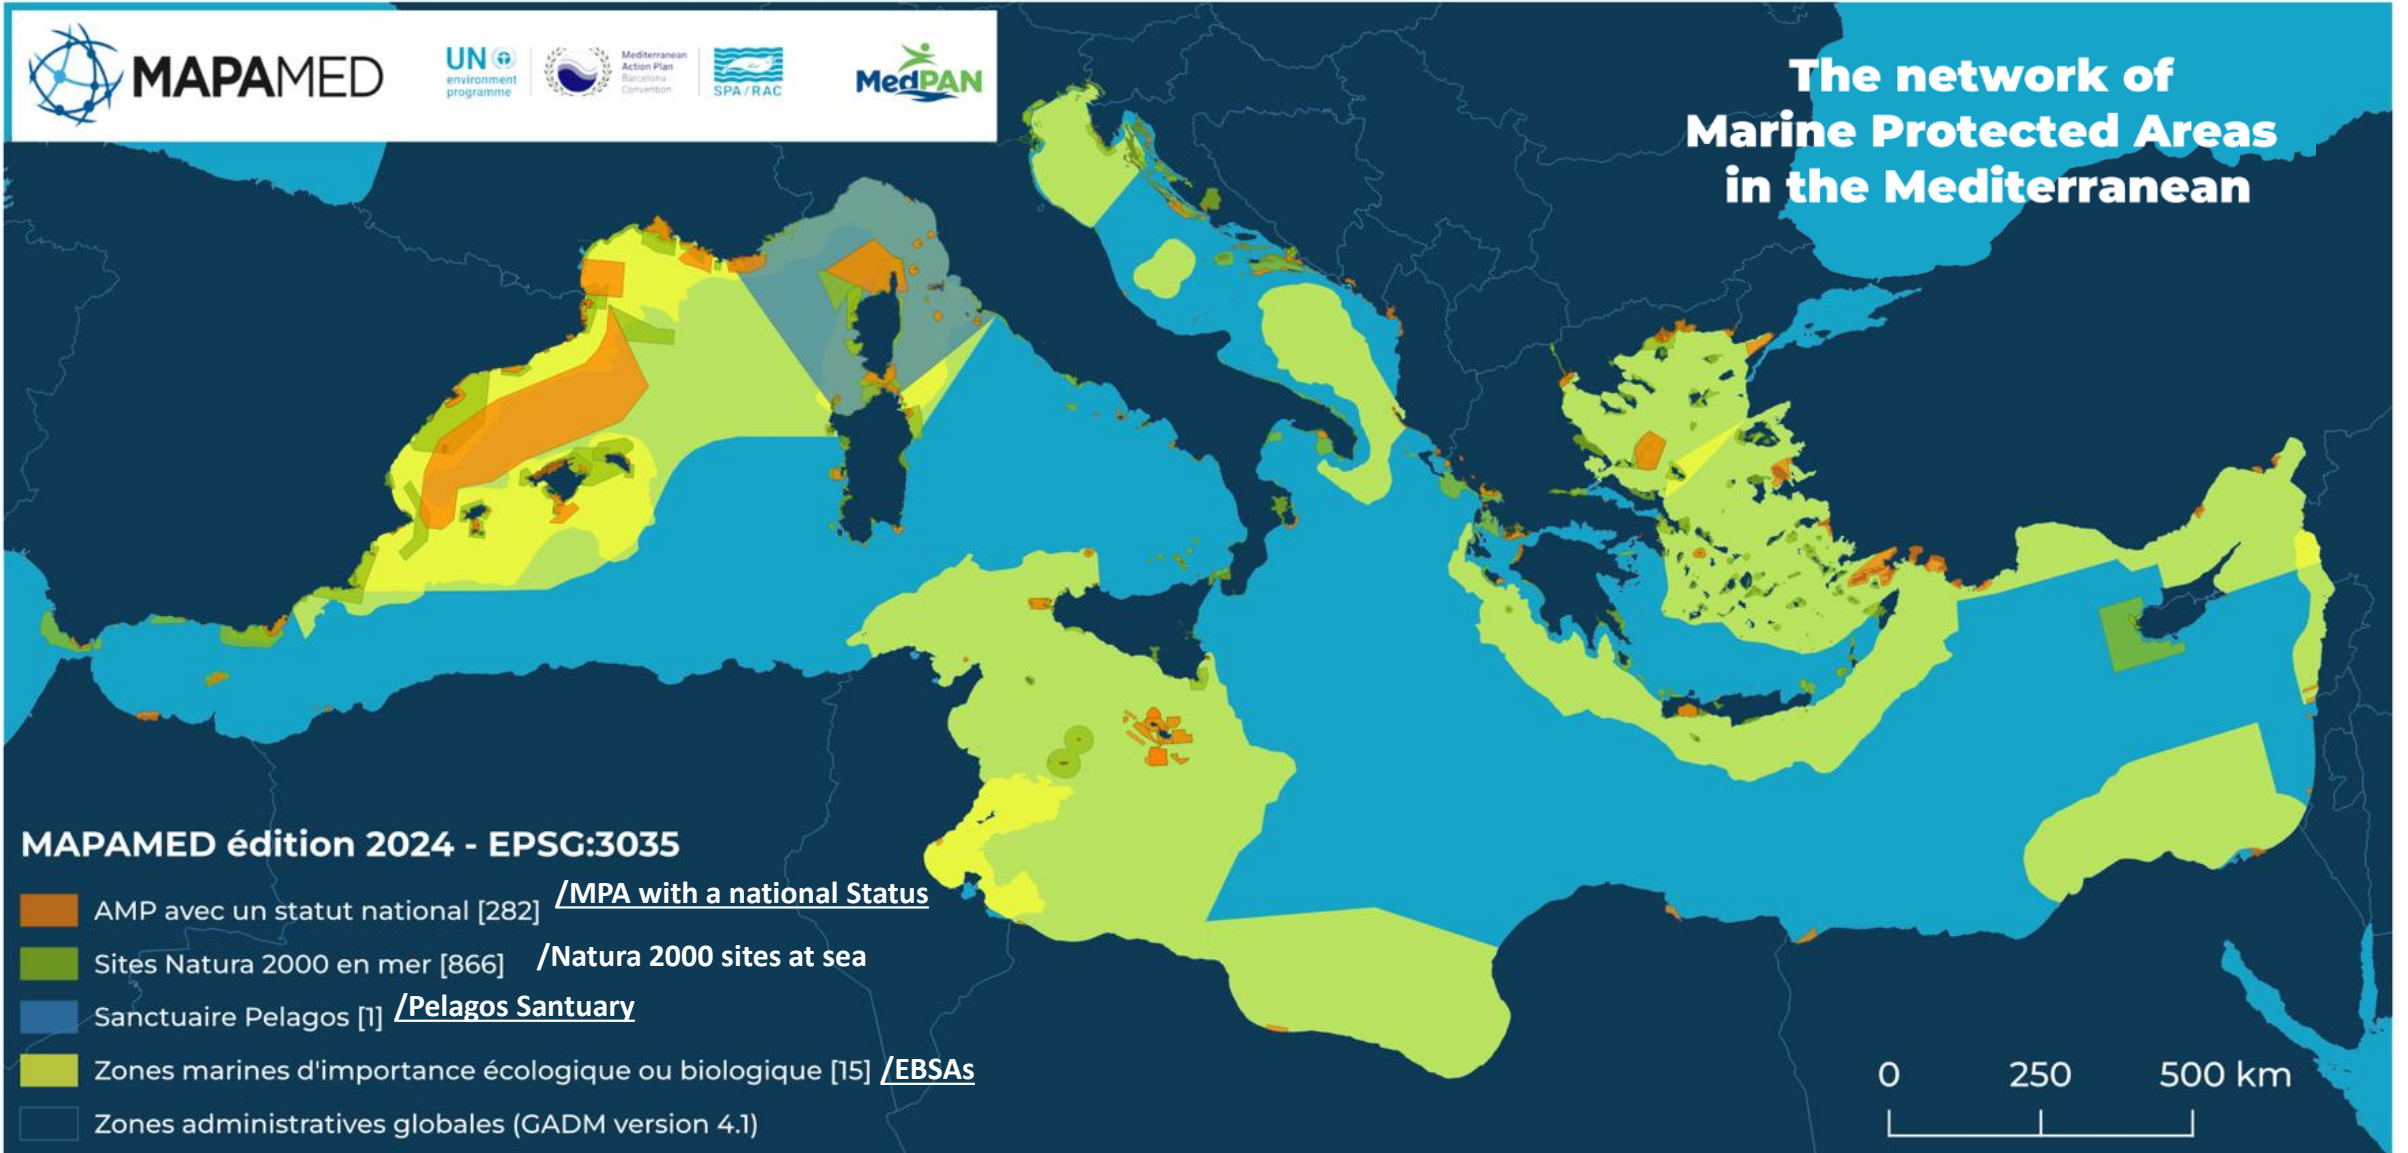 MAPAMED
UN
environment
programme
Mediterranean
Action Plan
Barcelona
Convention
SPA/RAC
MedPAN
The network of
Marine Protected Areas
in the Mediterranean
MAPAMED édition 2024 - EPSG:3035
AMP avec un statut national [282] /MPA with a national Status
Sites Natura 2000 en mer [866] /Natura 2000 sites at sea
Sanctuaire Pelagos [1] /Pelagos Santuary
Zones marines d'importance écologique ou biologique [15] /EBSAs
Zones administratives globales (GADM version 4.1)
0 250 500 km